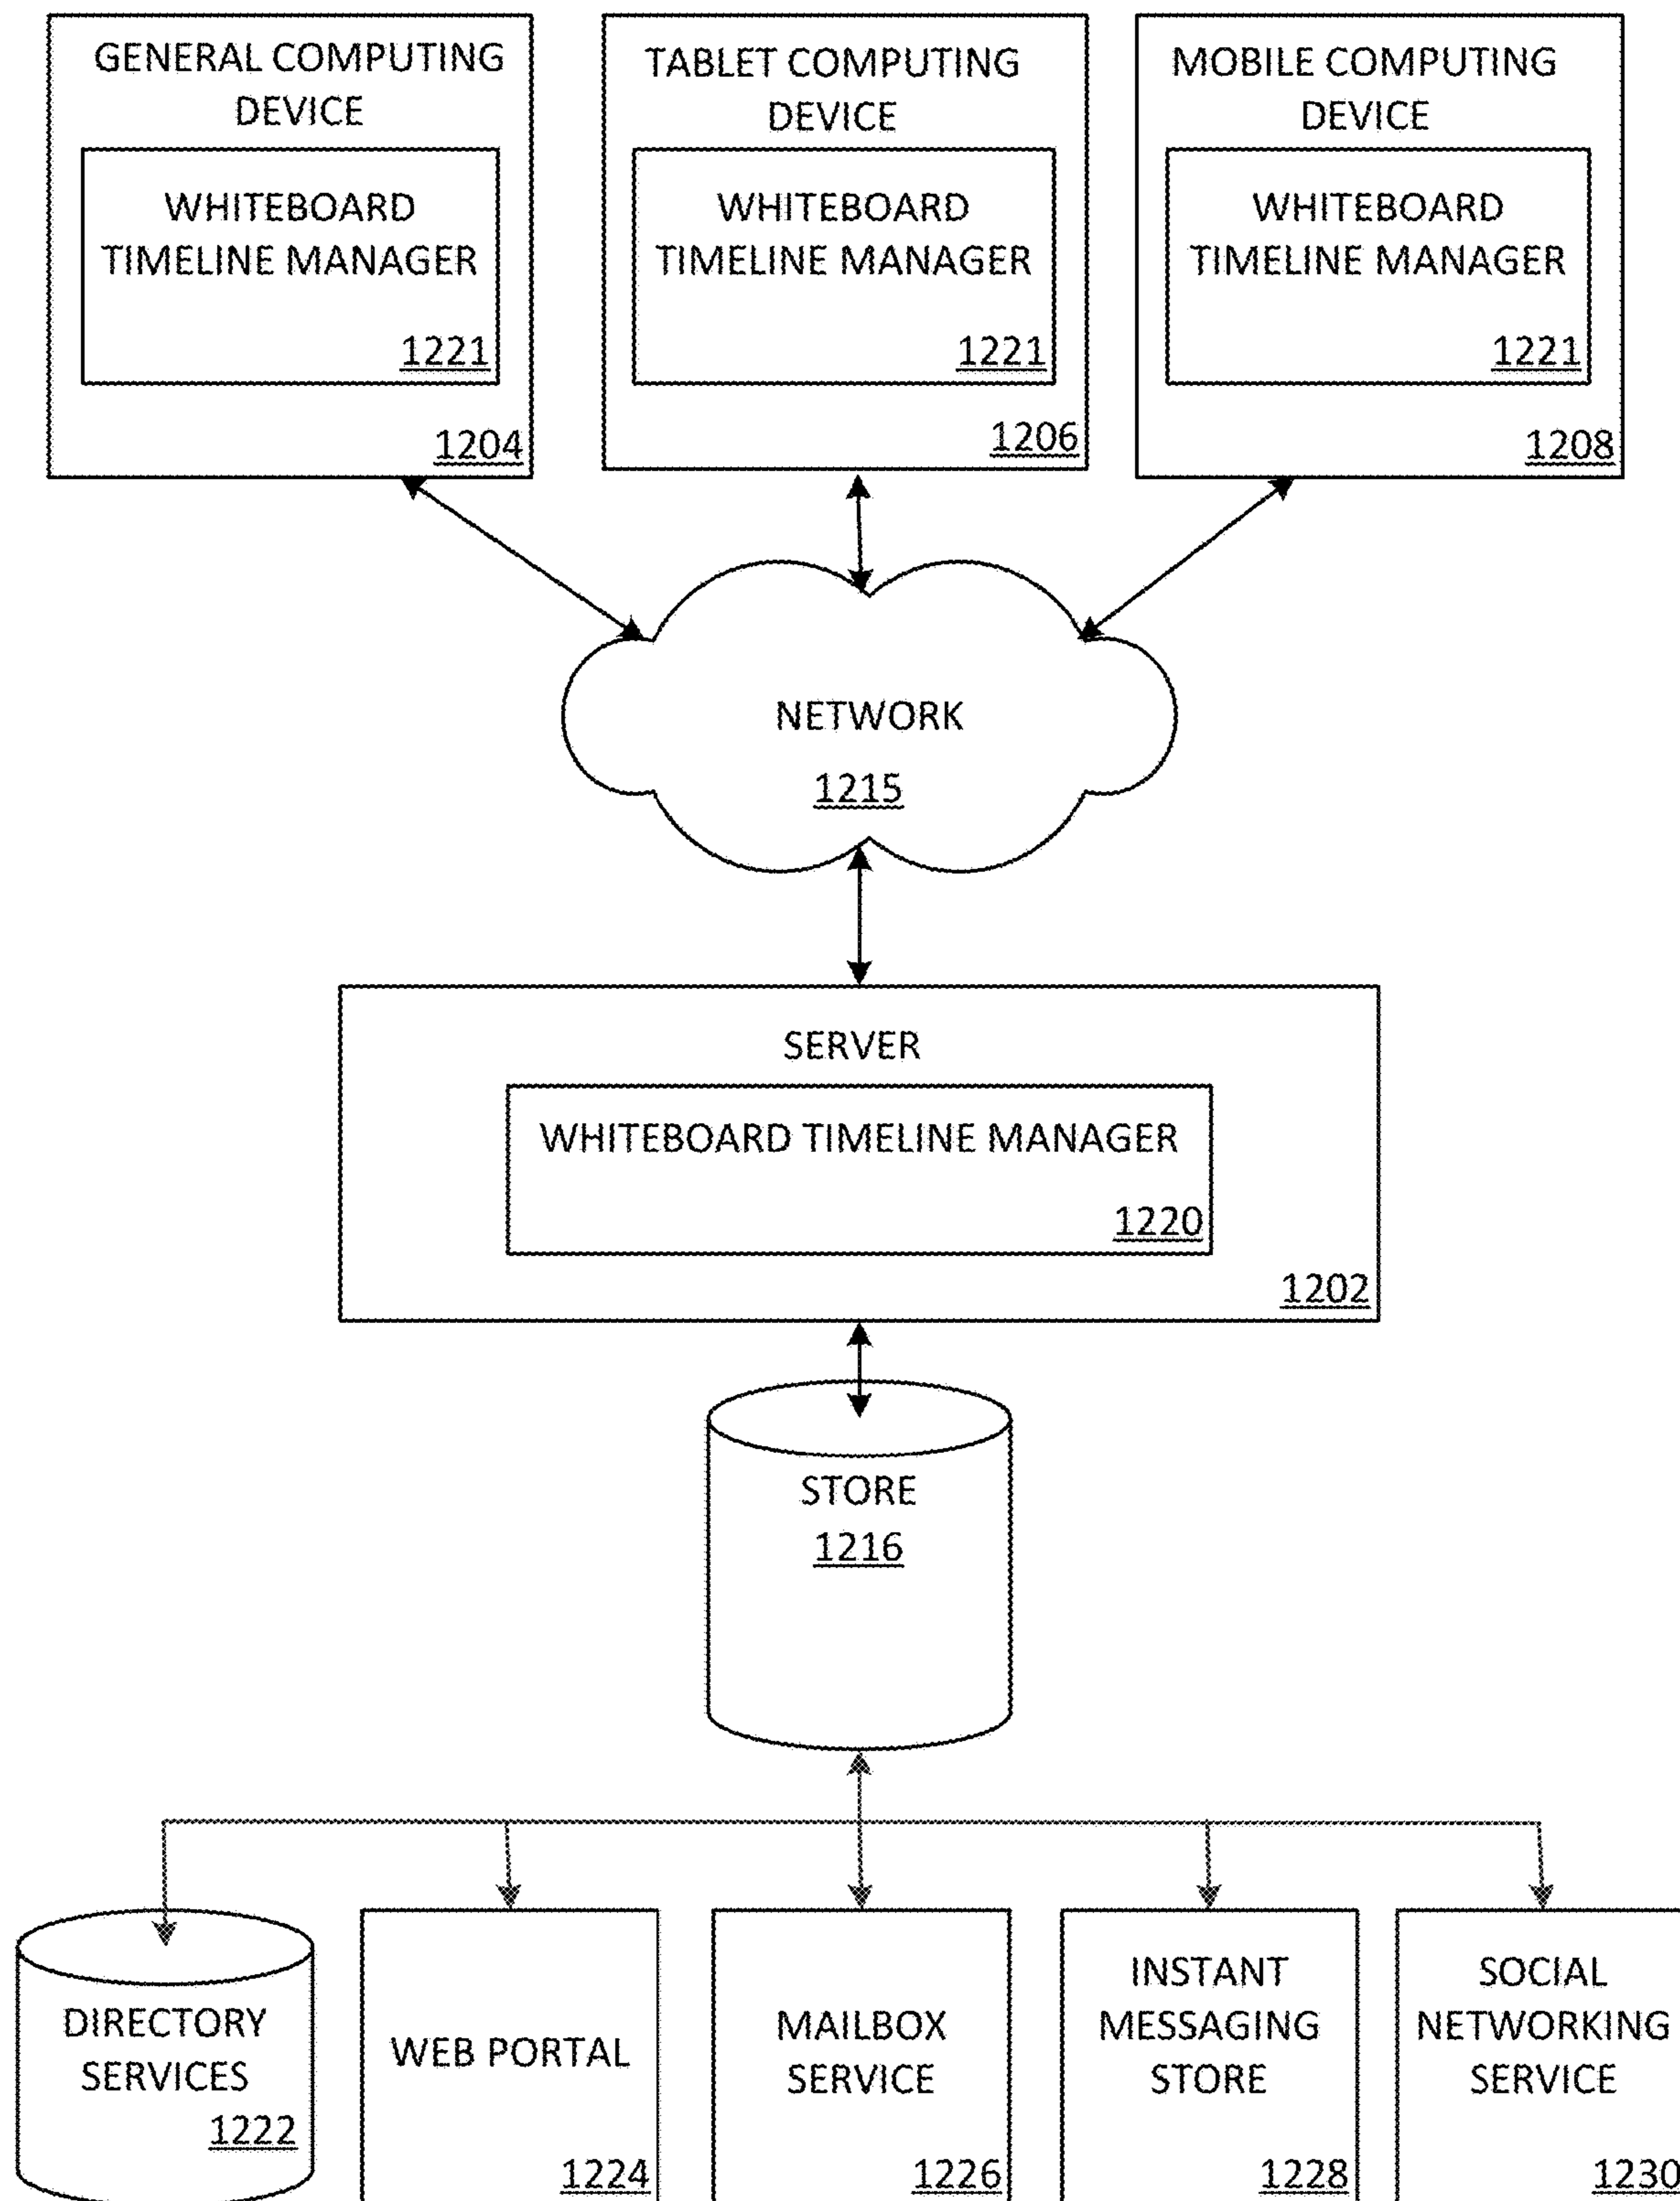 GENERAL COMPUTING
DEVICE
WHITEBOARD
TIMELINE MANAGER
1221
1204
TABLET COMPUTING
DEVICE
WHITEBOARD
TIMELINE MANAGER
1221
1206
MOBILE COMPUTING
DEVICE
WHITEBOARD
TIMELINE MANAGER
1221
1208
NETWORK
1215
SERVER
WHITEBOARD TIMELINE MANAGER
1220
1202
STORE
1216
DIRECTORY
SERVICES
1222
WEB PORTAL
1224
MAILBOX
SERVICE
1226
INSTANT
MESSAGING
STORE
1228
SOCIAL
NETWORKING
SERVICE
1230